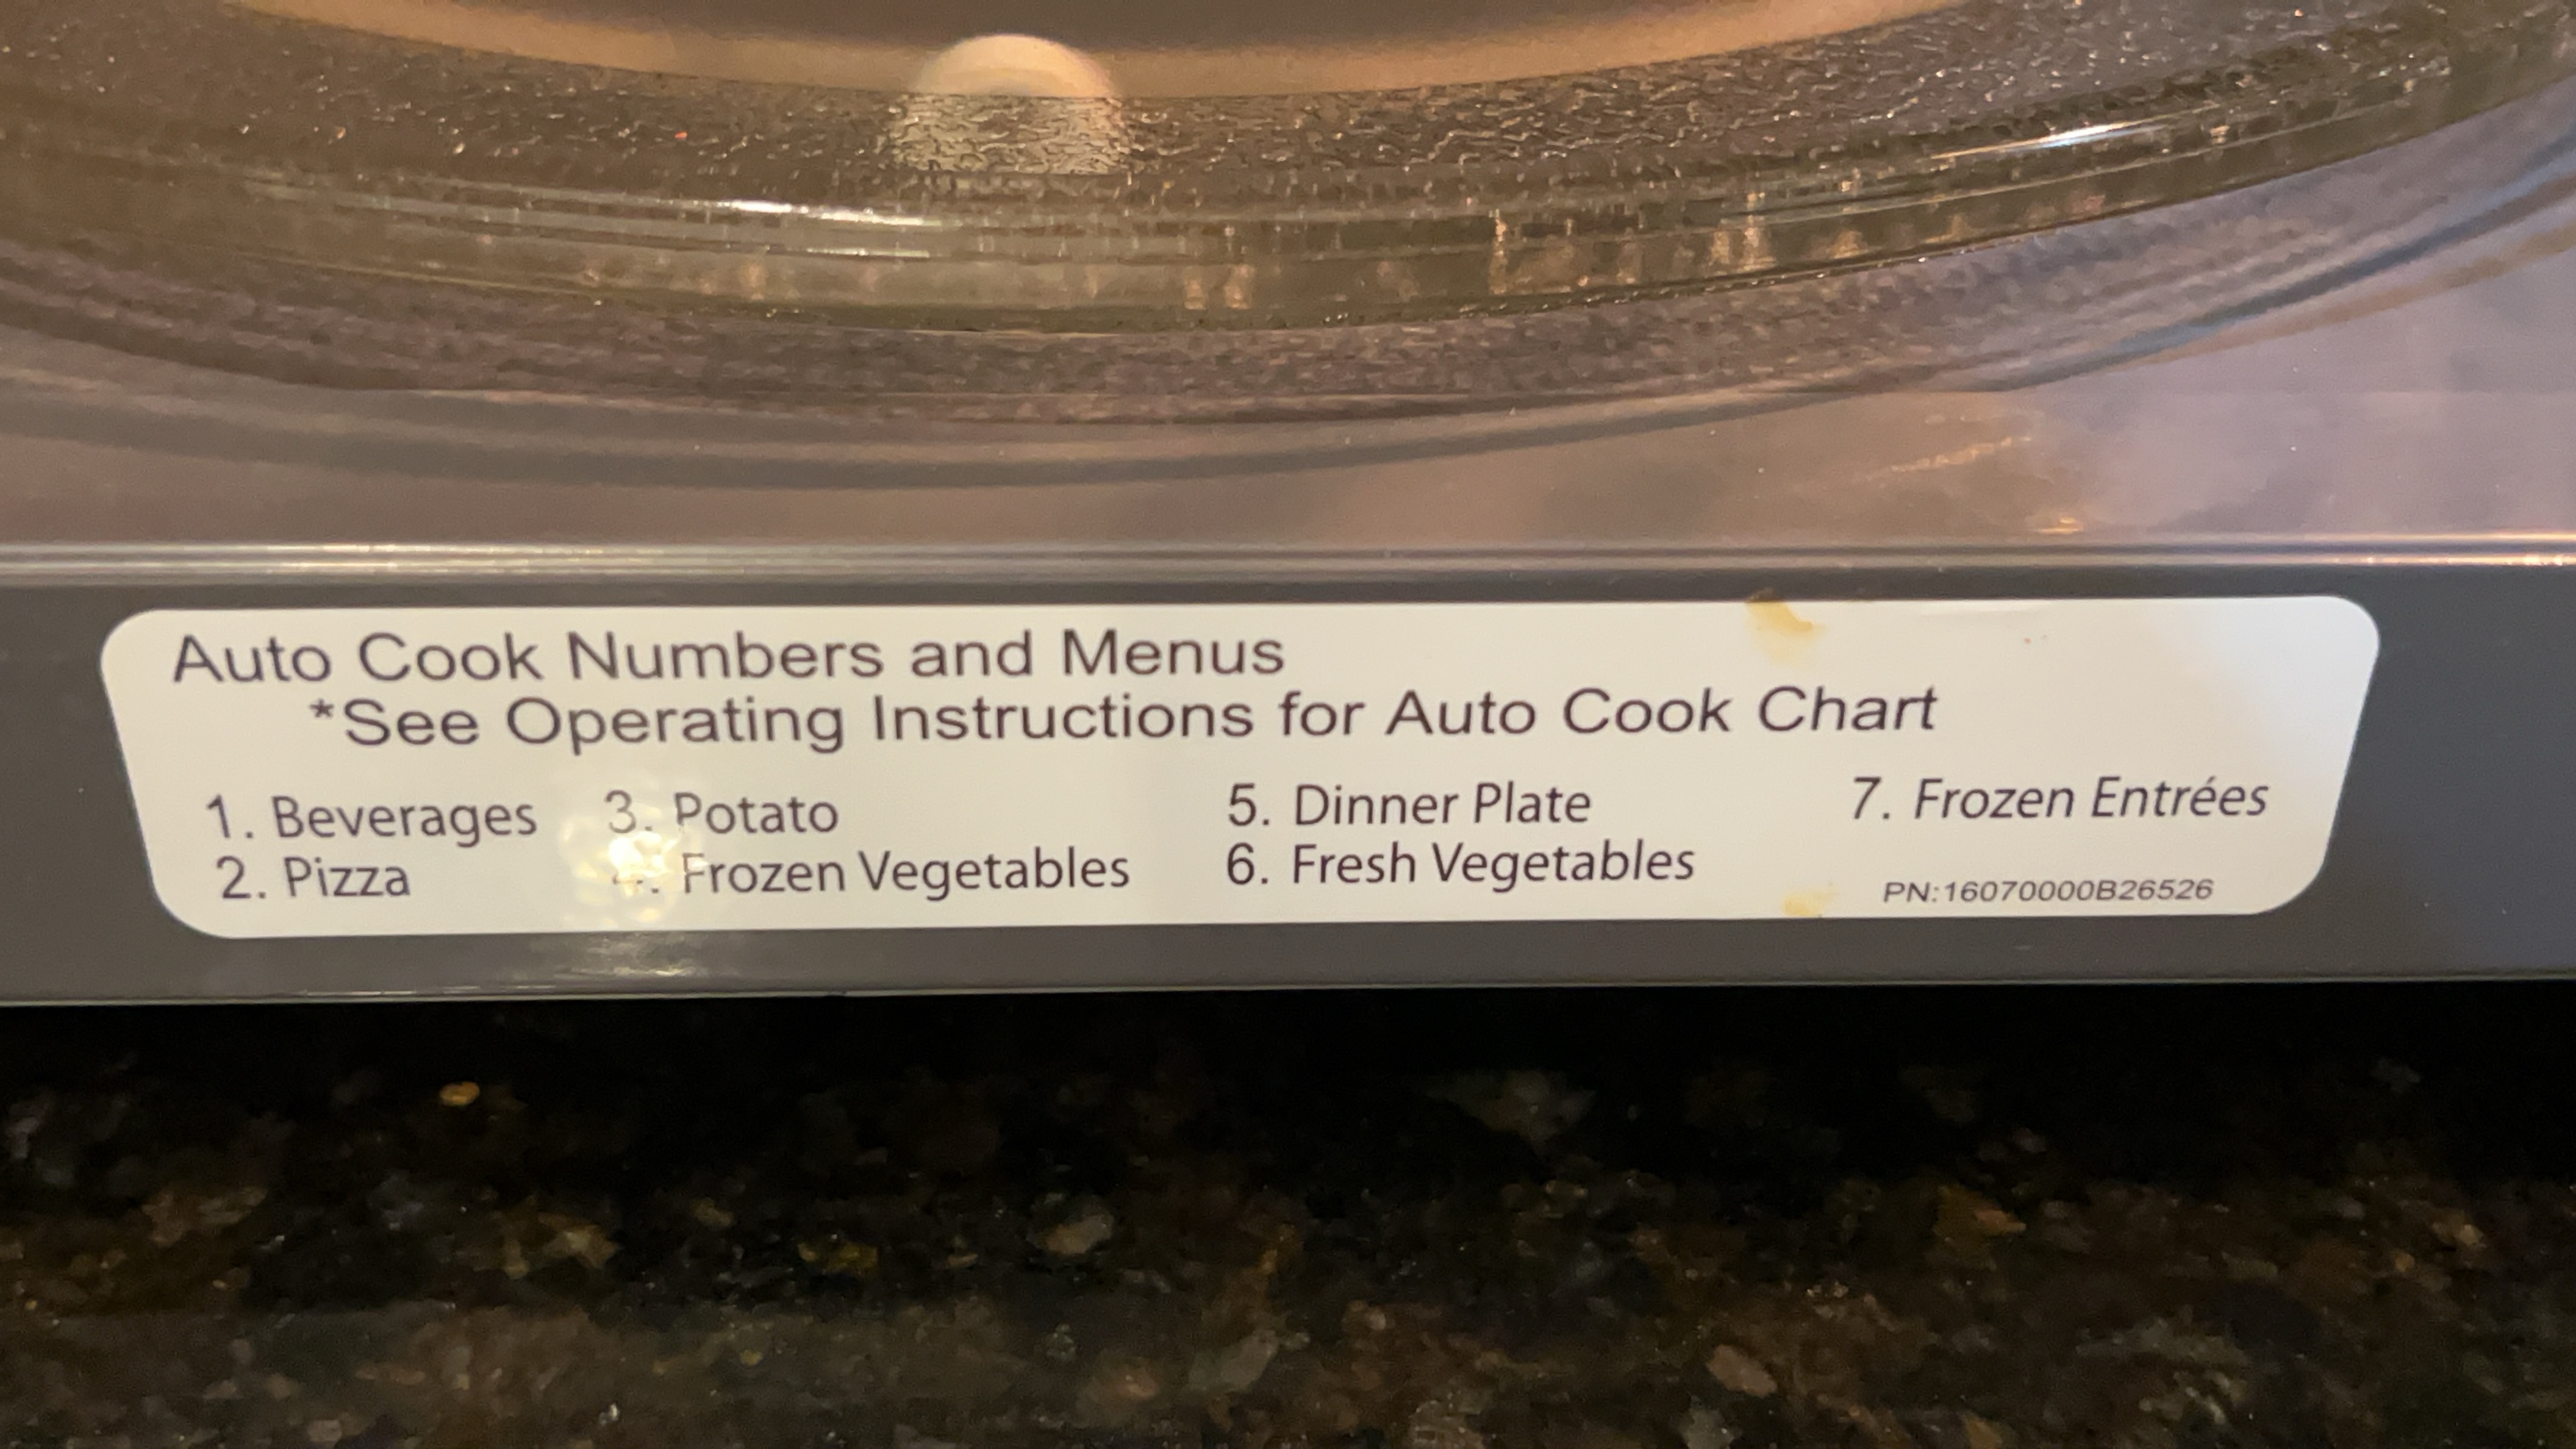 Auto Cook Numbers and Menus
*See Operating Instructions for Auto Cook Chart
1. Beverages 3. Potato 5. Dinner Plate 7. Frozen Entrées
2. Pizza Frozen Vegetables 6. Fresh Vegetables
PN:16070000B26526